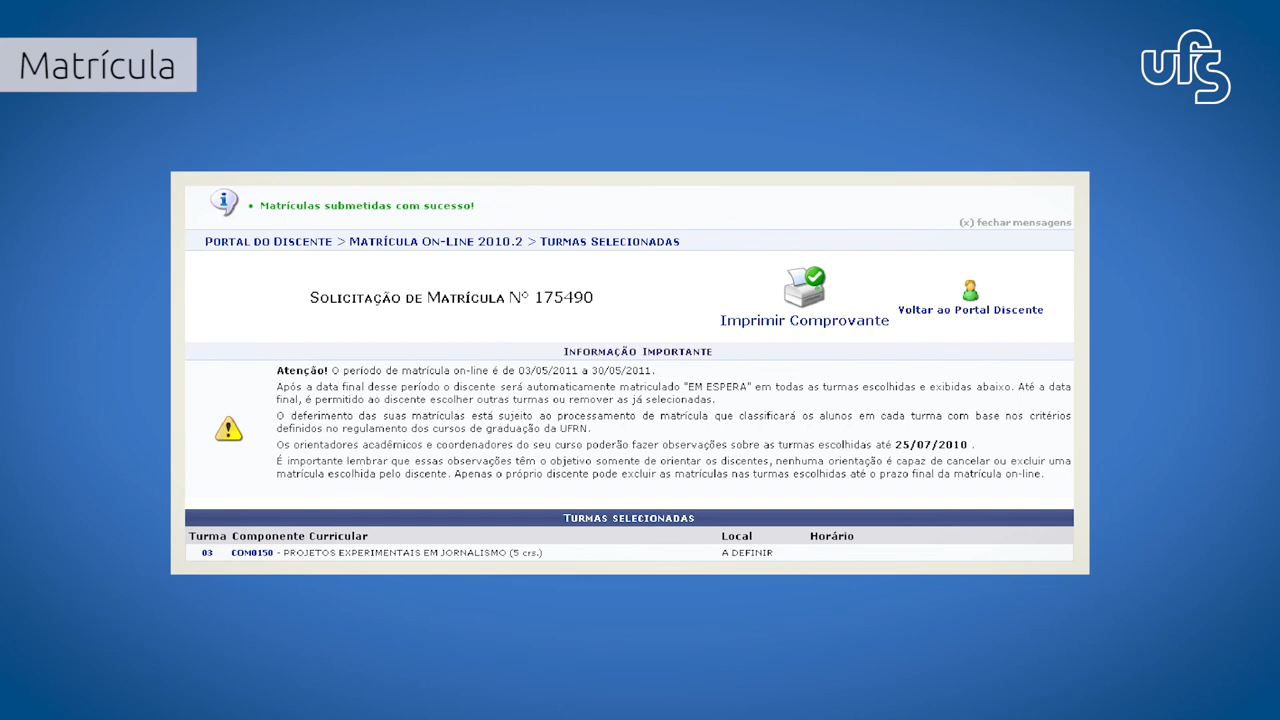 Matrícula
ufs
• Matrículas submetidas com sucesso!
(x) fechar mensagens
PORTAL DO DISCENTE > MATRÍCULA ON-LINE 2010.2 > TURMAS SELECIONADAS
SOLICITAÇÃO DE MATRÍCULA Nº 175490
Imprimir Comprovante
Voltar ao Portal Discente
INFORMAÇÃO IMPORTANTE
Atenção! O período de matrícula on-line é de 03/05/2011 a 30/05/2011.
Após a data final desse período o discente será automaticamente matriculado "EM ESPERA" em todas as turmas escolhidas e exibidas abaixo. Até a data
final, é permitido ao discente escolher outras turmas ou remover as já selecionadas.
O deferimento das suas matrículas está sujeito ao processamento de matrícula que classificará os alunos em cada turma com base nos critérios
definidos no regulamento dos cursos de graduação da UFRN.
Os orientadores acadêmicos e coordenadores do seu curso poderão fazer observações sobre as turmas escolhidas até 25/07/2010 .
É importante lembrar que essas observações têm o objetivo somente de orientar os discentes, nenhuma orientação é capaz de cancelar ou excluir uma
matrícula escolhida pelo discente. Apenas o próprio discente pode excluir as matrículas nas turmas escolhidas até o prazo final da matrícula on-line.
TURMAS SELECIONADAS
Turma Componente Curricular Local Horário
03 COM0150 - PROJETOS EXPERIMENTAIS EM JORNALISMO (5 crs.) A DEFINIR